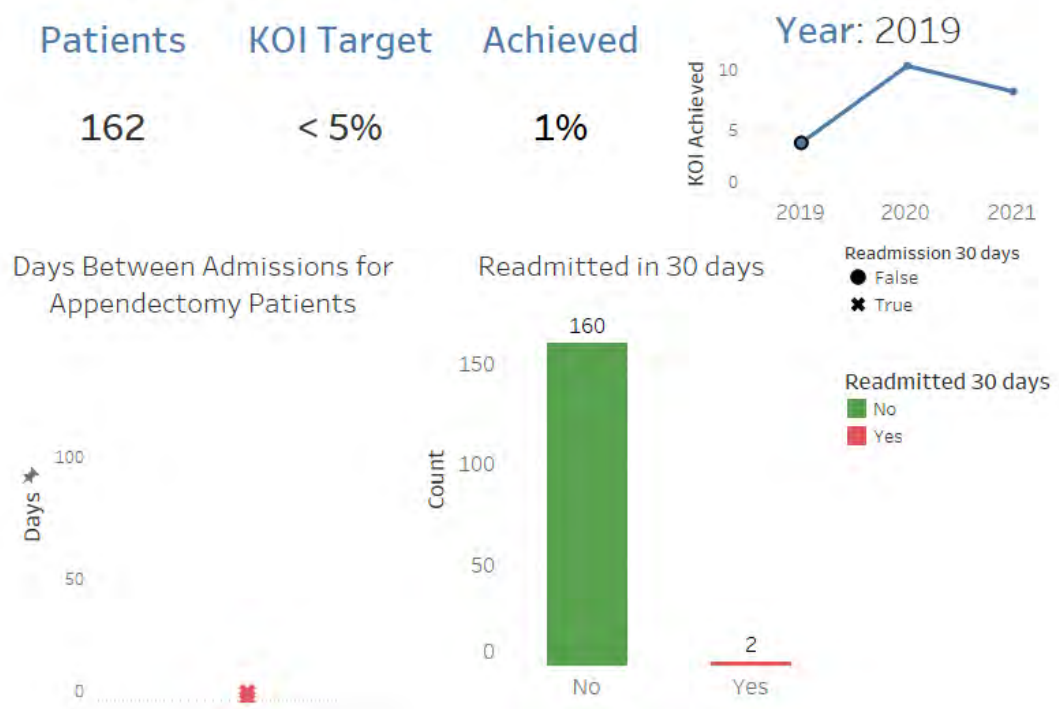 Patients
KOI Target
Achieved
162
< 5%
1%
Year: 2019
KOI Achieved
10
5
0
2019
2020
2021
Days Between Admissions for
Appendectomy Patients
Days
100
50
0
Readmitted in 30 days
Count
150
100
50
0
160
2
No
Yes
Readmission 30 days
False
True
Readmitted 30 days
No
Yes